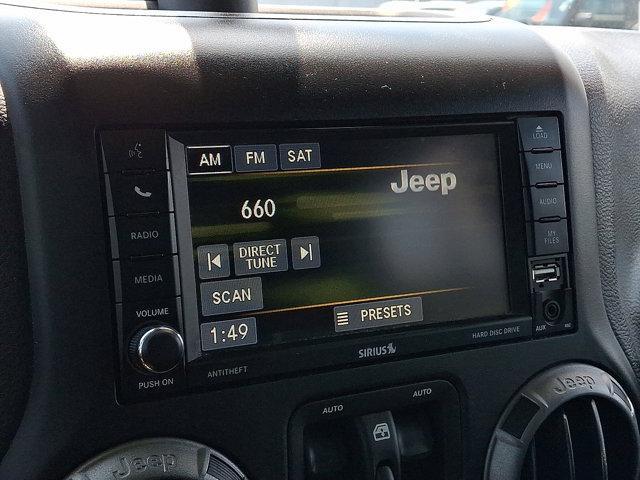 AM FM SAT
Jeep
660
DIRECT
TUNE
SCAN
PRESETS
1:49
RADIO
MEDIA
VOLUME
PUSH ON
ANTITHEFT
SIRIUS
HARD DISC DRIVE
LOAD
MENU
AUDIO
MY
FILES
AUX
AUTO
AUTO
Jeep
Jeep